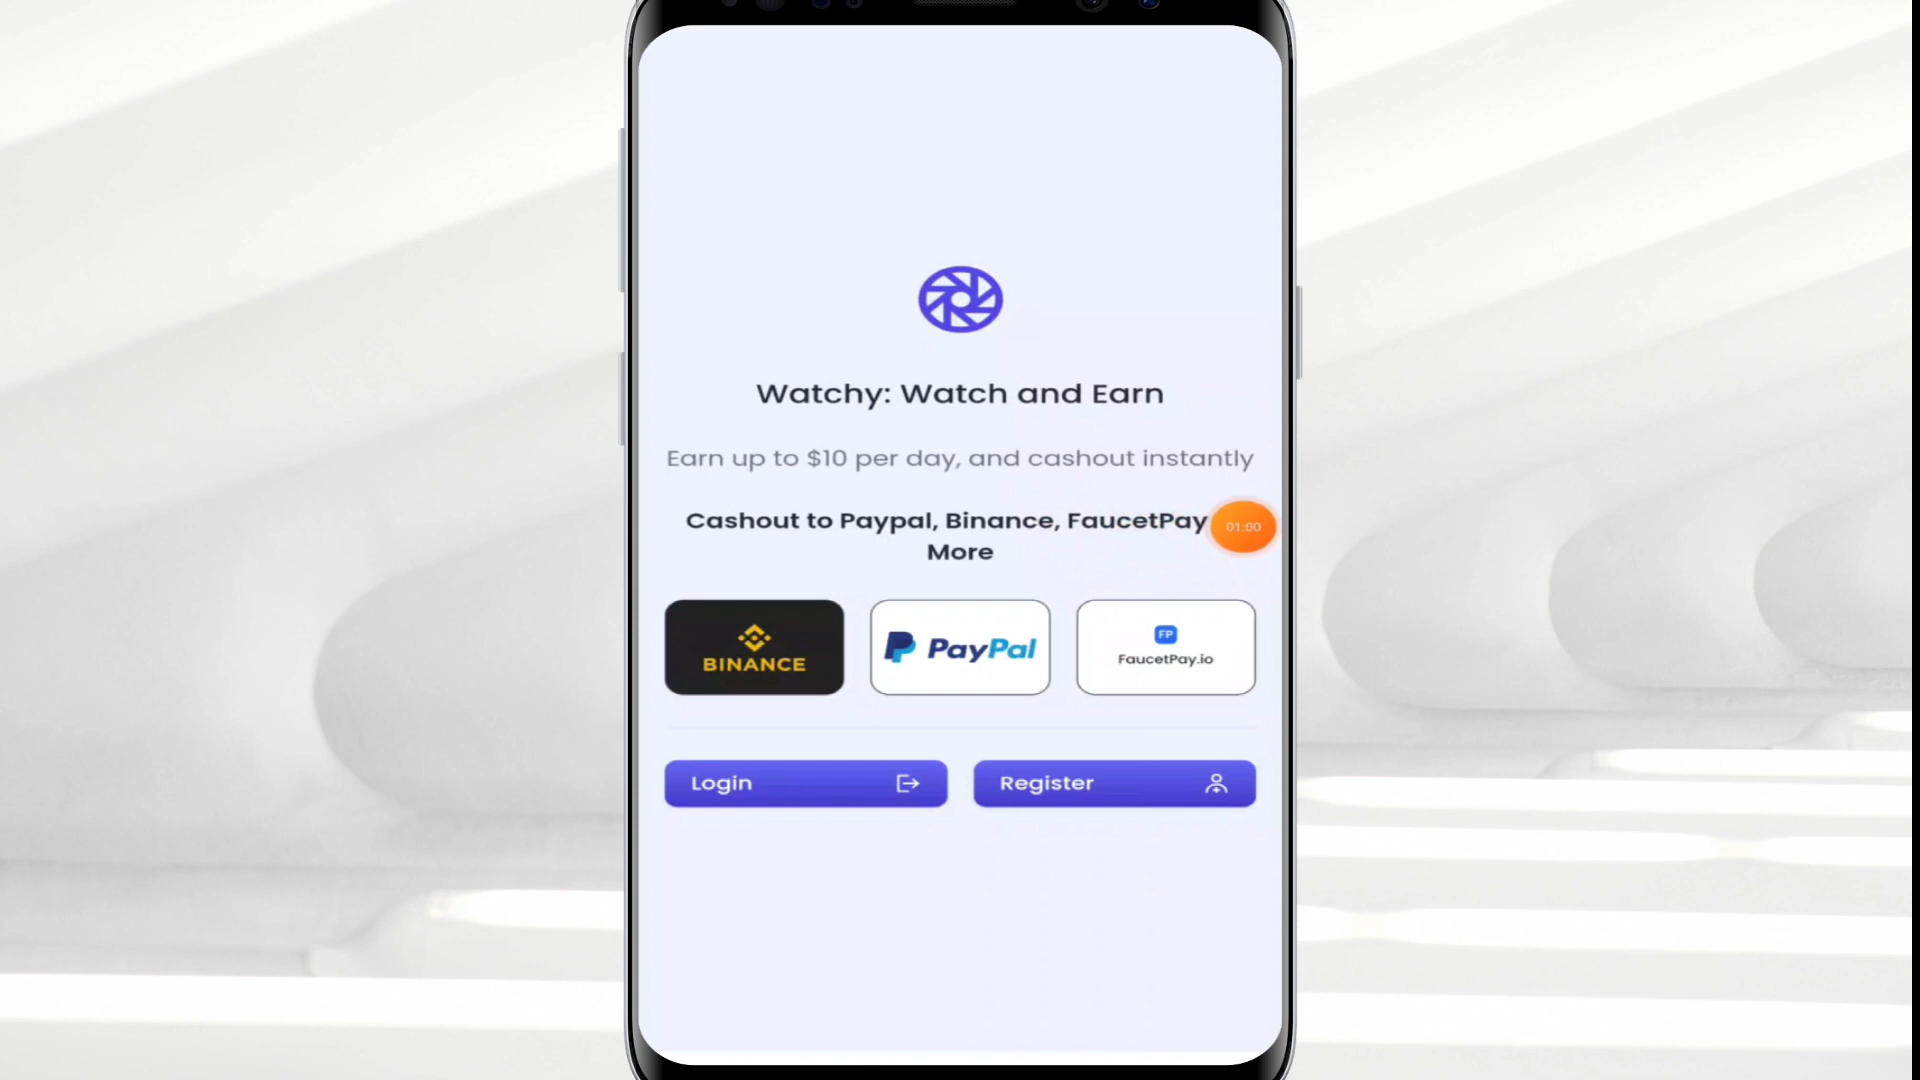 Watchy: Watch and Earn
Earn up to $10 per day, and cashout instantly
Cashout to Paypal, Binance, FaucetPay
01:00
More
BINANCE
PayPal
FP
FaucetPay.io
Login
Register